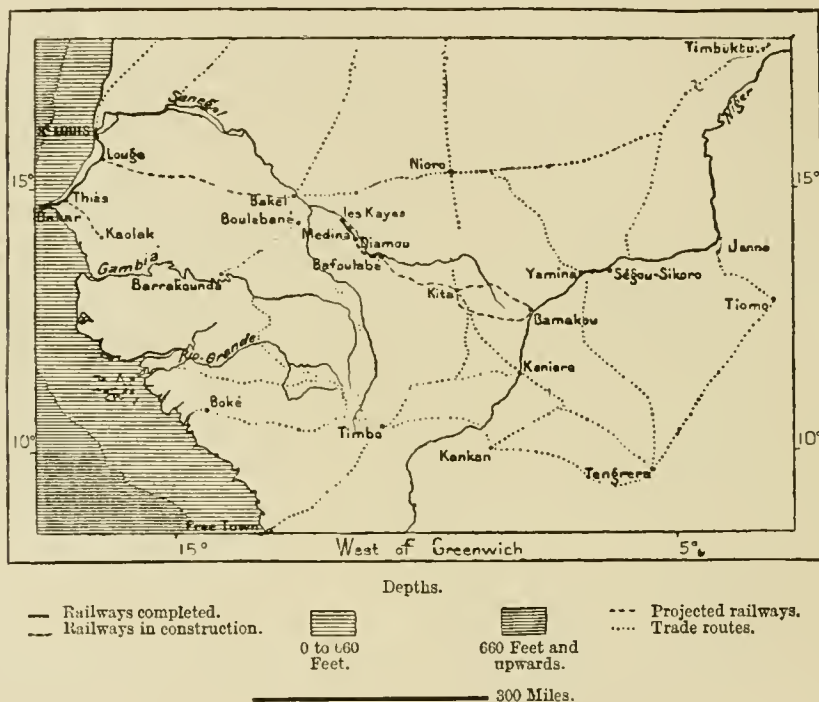 Timbuktu
Niger
Senegal
St LOUIS
Louga
Nioro
15°
15°
Thiés
Bakel
Dakar
Boulebané
les Kayes
Kaolak
Medina
Diamou
Janna
Gambia
Bafoulabe
Yamina
Ségou-Sikoro
Barrakounda
Kita
Tiomo
Bamakou
Rio-Grande
Kaniera
Boké
10°
Timbo
10°
Kankan
Tengrera
Free Town
15°
West of Greenwich
5°
Depths.
Railways completed.
Railways in construction.
0 to 660
Feet.
660 Feet and
upwards.
Projected railways.
Trade routes.
300 Miles.